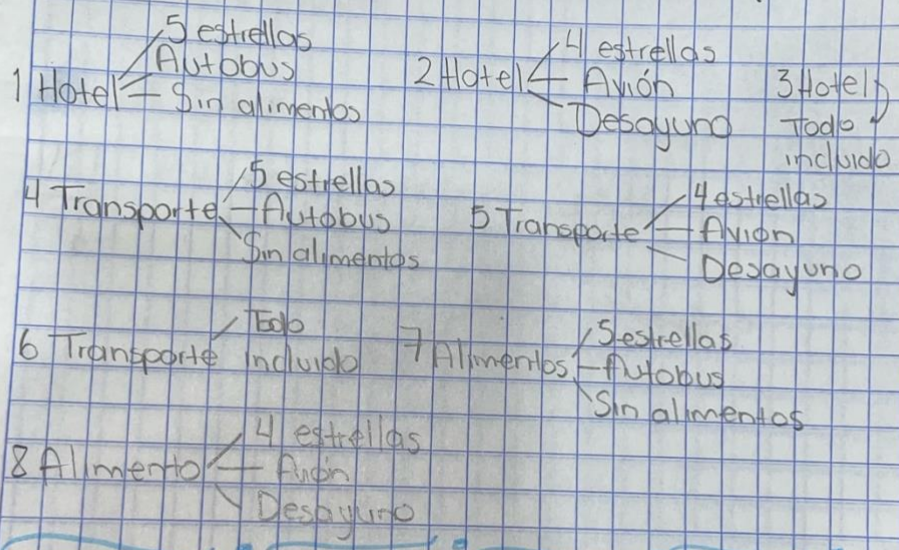 1 Hotel
5 estrellas
Autobus
Sin alimentos
2 Hotel
4 estrellas
Avión
Desayuno
3 Hotel
Todo
incluido
4 Transporte
5 estrellas
Autobus
Sin alimentos
5 Transporte
4 estrellas
Avión
Desayuno
6 Transporte
Todo
incluido
7 Alimentos
5 estrellas
Autobus
Sin alimentos
8 Alimento
4 estrellas
Avión
Desayuno